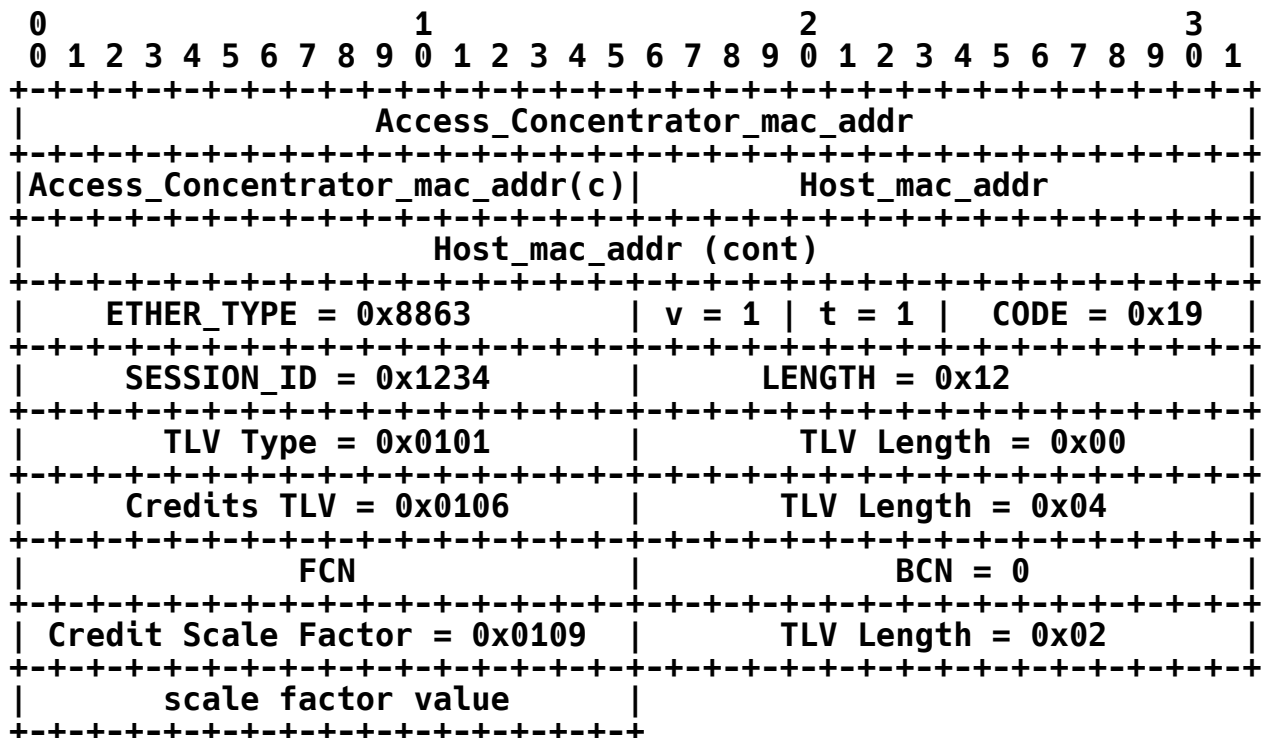 0                   1                   2                   3
 0 1 2 3 4 5 6 7 8 9 0 1 2 3 4 5 6 7 8 9 0 1 2 3 4 5 6 7 8 9 0 1
+-+-+-+-+-+-+-+-+-+-+-+-+-+-+-+-+-+-+-+-+-+-+-+-+-+-+-+-+-+-+-+-+
|                  Access_Concentrator_mac_addr                 |
+-+-+-+-+-+-+-+-+-+-+-+-+-+-+-+-+-+-+-+-+-+-+-+-+-+-+-+-+-+-+-+-+
|Access_Concentrator_mac_addr(c)|        Host_mac_addr          |
+-+-+-+-+-+-+-+-+-+-+-+-+-+-+-+-+-+-+-+-+-+-+-+-+-+-+-+-+-+-+-+-+
|                     Host_mac_addr (cont)                      |
+-+-+-+-+-+-+-+-+-+-+-+-+-+-+-+-+-+-+-+-+-+-+-+-+-+-+-+-+-+-+-+-+
|    ETHER_TYPE = 0x8863        | v = 1 | t = 1 |  CODE = 0x19  |
+-+-+-+-+-+-+-+-+-+-+-+-+-+-+-+-+-+-+-+-+-+-+-+-+-+-+-+-+-+-+-+-+
|     SESSION_ID = 0x1234       |      LENGTH = 0x12            |
+-+-+-+-+-+-+-+-+-+-+-+-+-+-+-+-+-+-+-+-+-+-+-+-+-+-+-+-+-+-+-+-+
|       TLV Type = 0x0101       |        TLV Length = 0x00      |
+-+-+-+-+-+-+-+-+-+-+-+-+-+-+-+-+-+-+-+-+-+-+-+-+-+-+-+-+-+-+-+-+
|     Credits TLV = 0x0106      |       TLV Length = 0x04       |
+-+-+-+-+-+-+-+-+-+-+-+-+-+-+-+-+-+-+-+-+-+-+-+-+-+-+-+-+-+-+-+-+
|              FCN              |             BCN = 0           |
+-+-+-+-+-+-+-+-+-+-+-+-+-+-+-+-+-+-+-+-+-+-+-+-+-+-+-+-+-+-+-+-+
| Credit Scale Factor = 0x0109  |       TLV Length = 0x02       |
+-+-+-+-+-+-+-+-+-+-+-+-+-+-+-+-+-+-+-+-+-+-+-+-+-+-+-+-+-+-+-+-+
|       scale factor value      |
+-+-+-+-+-+-+-+-+-+-+-+-+-+-+-+-+